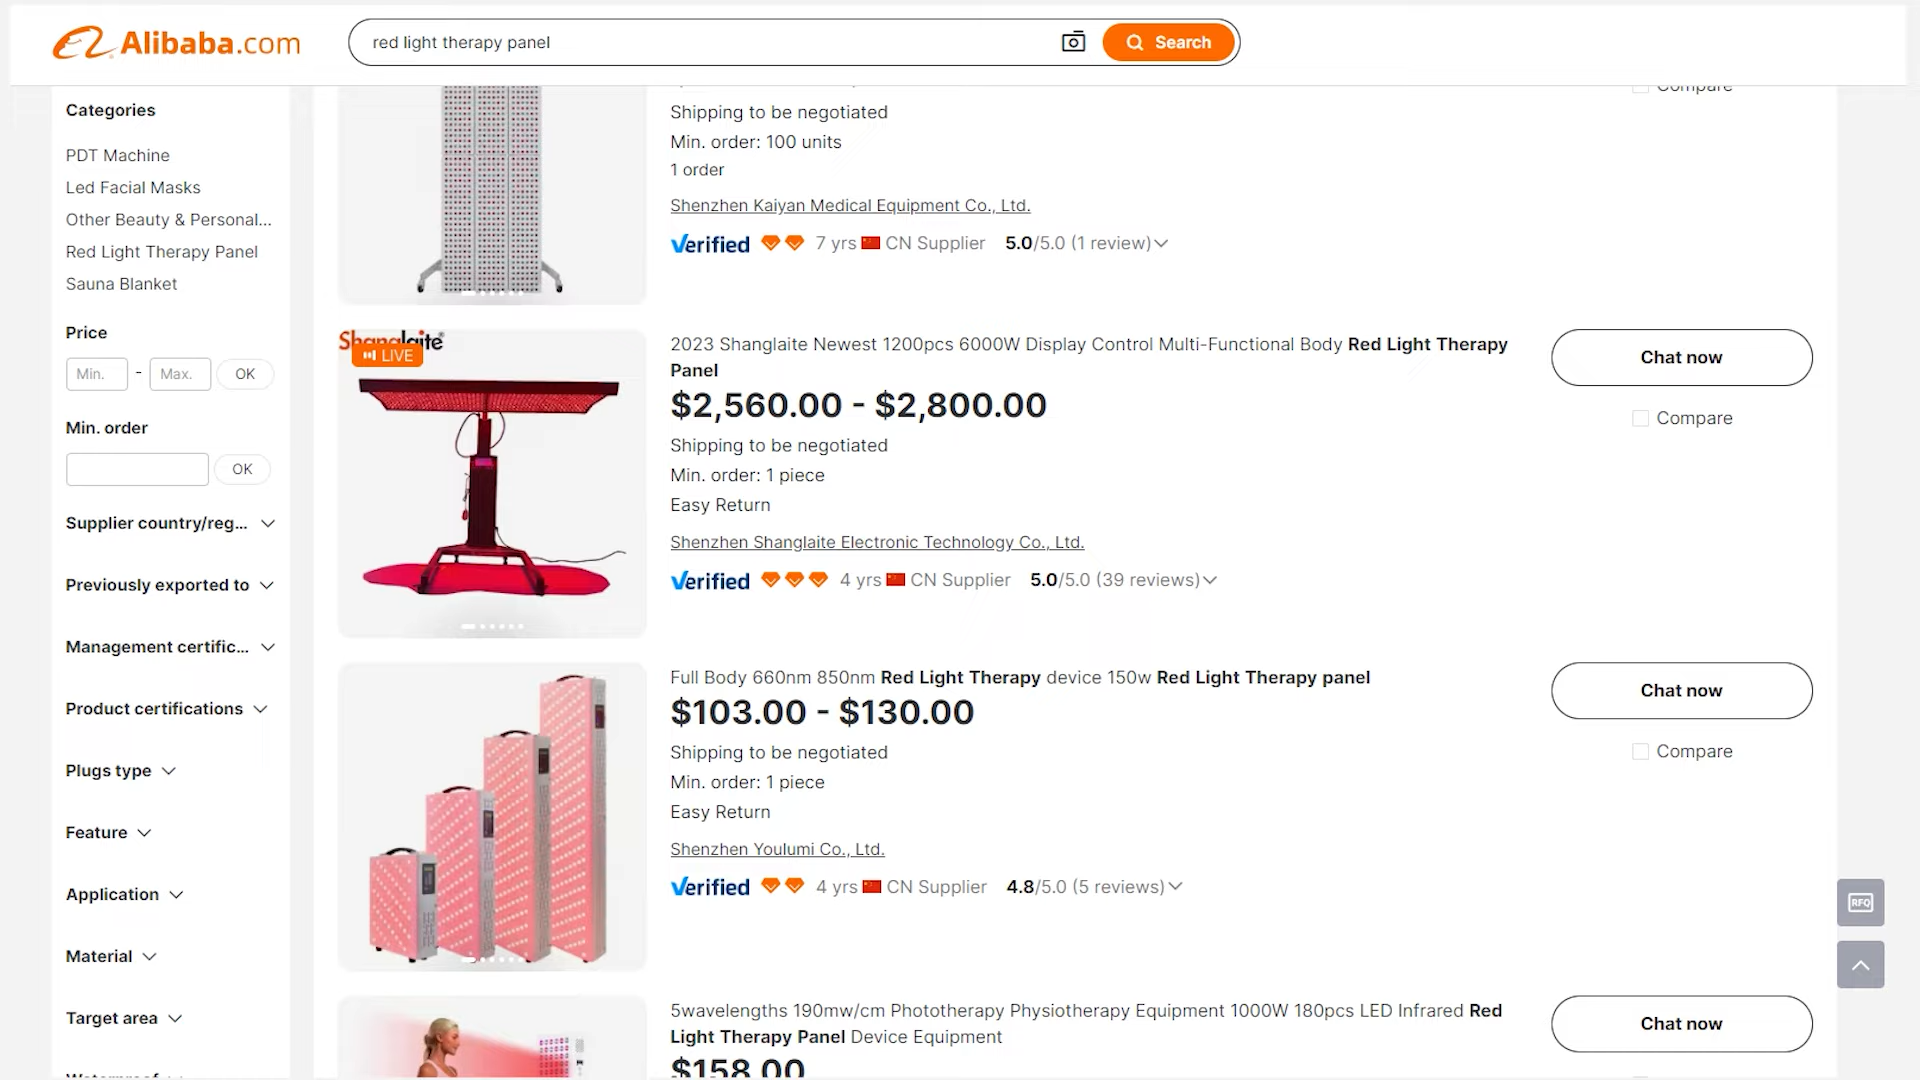 Alibaba.com
red light therapy panel
Search
Categories
PDT Machine
Led Facial Masks
Other Beauty & Personal...
Red Light Therapy Panel
Sauna Blanket
Price
Min. - Max. OK
Min. order
OK
Supplier country/reg...
Previously exported to
Management certific...
Product certifications
Plugs type
Feature
Application
Material
Target area
Waterproof
Compare
Shipping to be negotiated
Min. order: 100 units
1 order
Shenzhen Kaiyan Medical Equipment Co., Ltd.
Verified 7 yrs CN Supplier 5.0/5.0 (1 review)
Shanglaite
LIVE
2023 Shanglaite Newest 1200pcs 6000W Display Control Multi-Functional Body Red Light Therapy
Panel
$2,560.00 - $2,800.00
Shipping to be negotiated
Min. order: 1 piece
Easy Return
Shenzhen Shanglaite Electronic Technology Co., Ltd.
Verified 4 yrs CN Supplier 5.0/5.0 (39 reviews)
Chat now
Compare
Full Body 660nm 850nm Red Light Therapy device 150w Red Light Therapy panel
$103.00 - $130.00
Shipping to be negotiated
Min. order: 1 piece
Easy Return
Shenzhen Youlumi Co., Ltd.
Verified 4 yrs CN Supplier 4.8/5.0 (5 reviews)
Chat now
Compare
RFQ
5wavelengths 190mw/cm Phototherapy Physiotherapy Equipment 1000W 180pcs LED Infrared Red
Light Therapy Panel Device Equipment
$158.00
Chat now